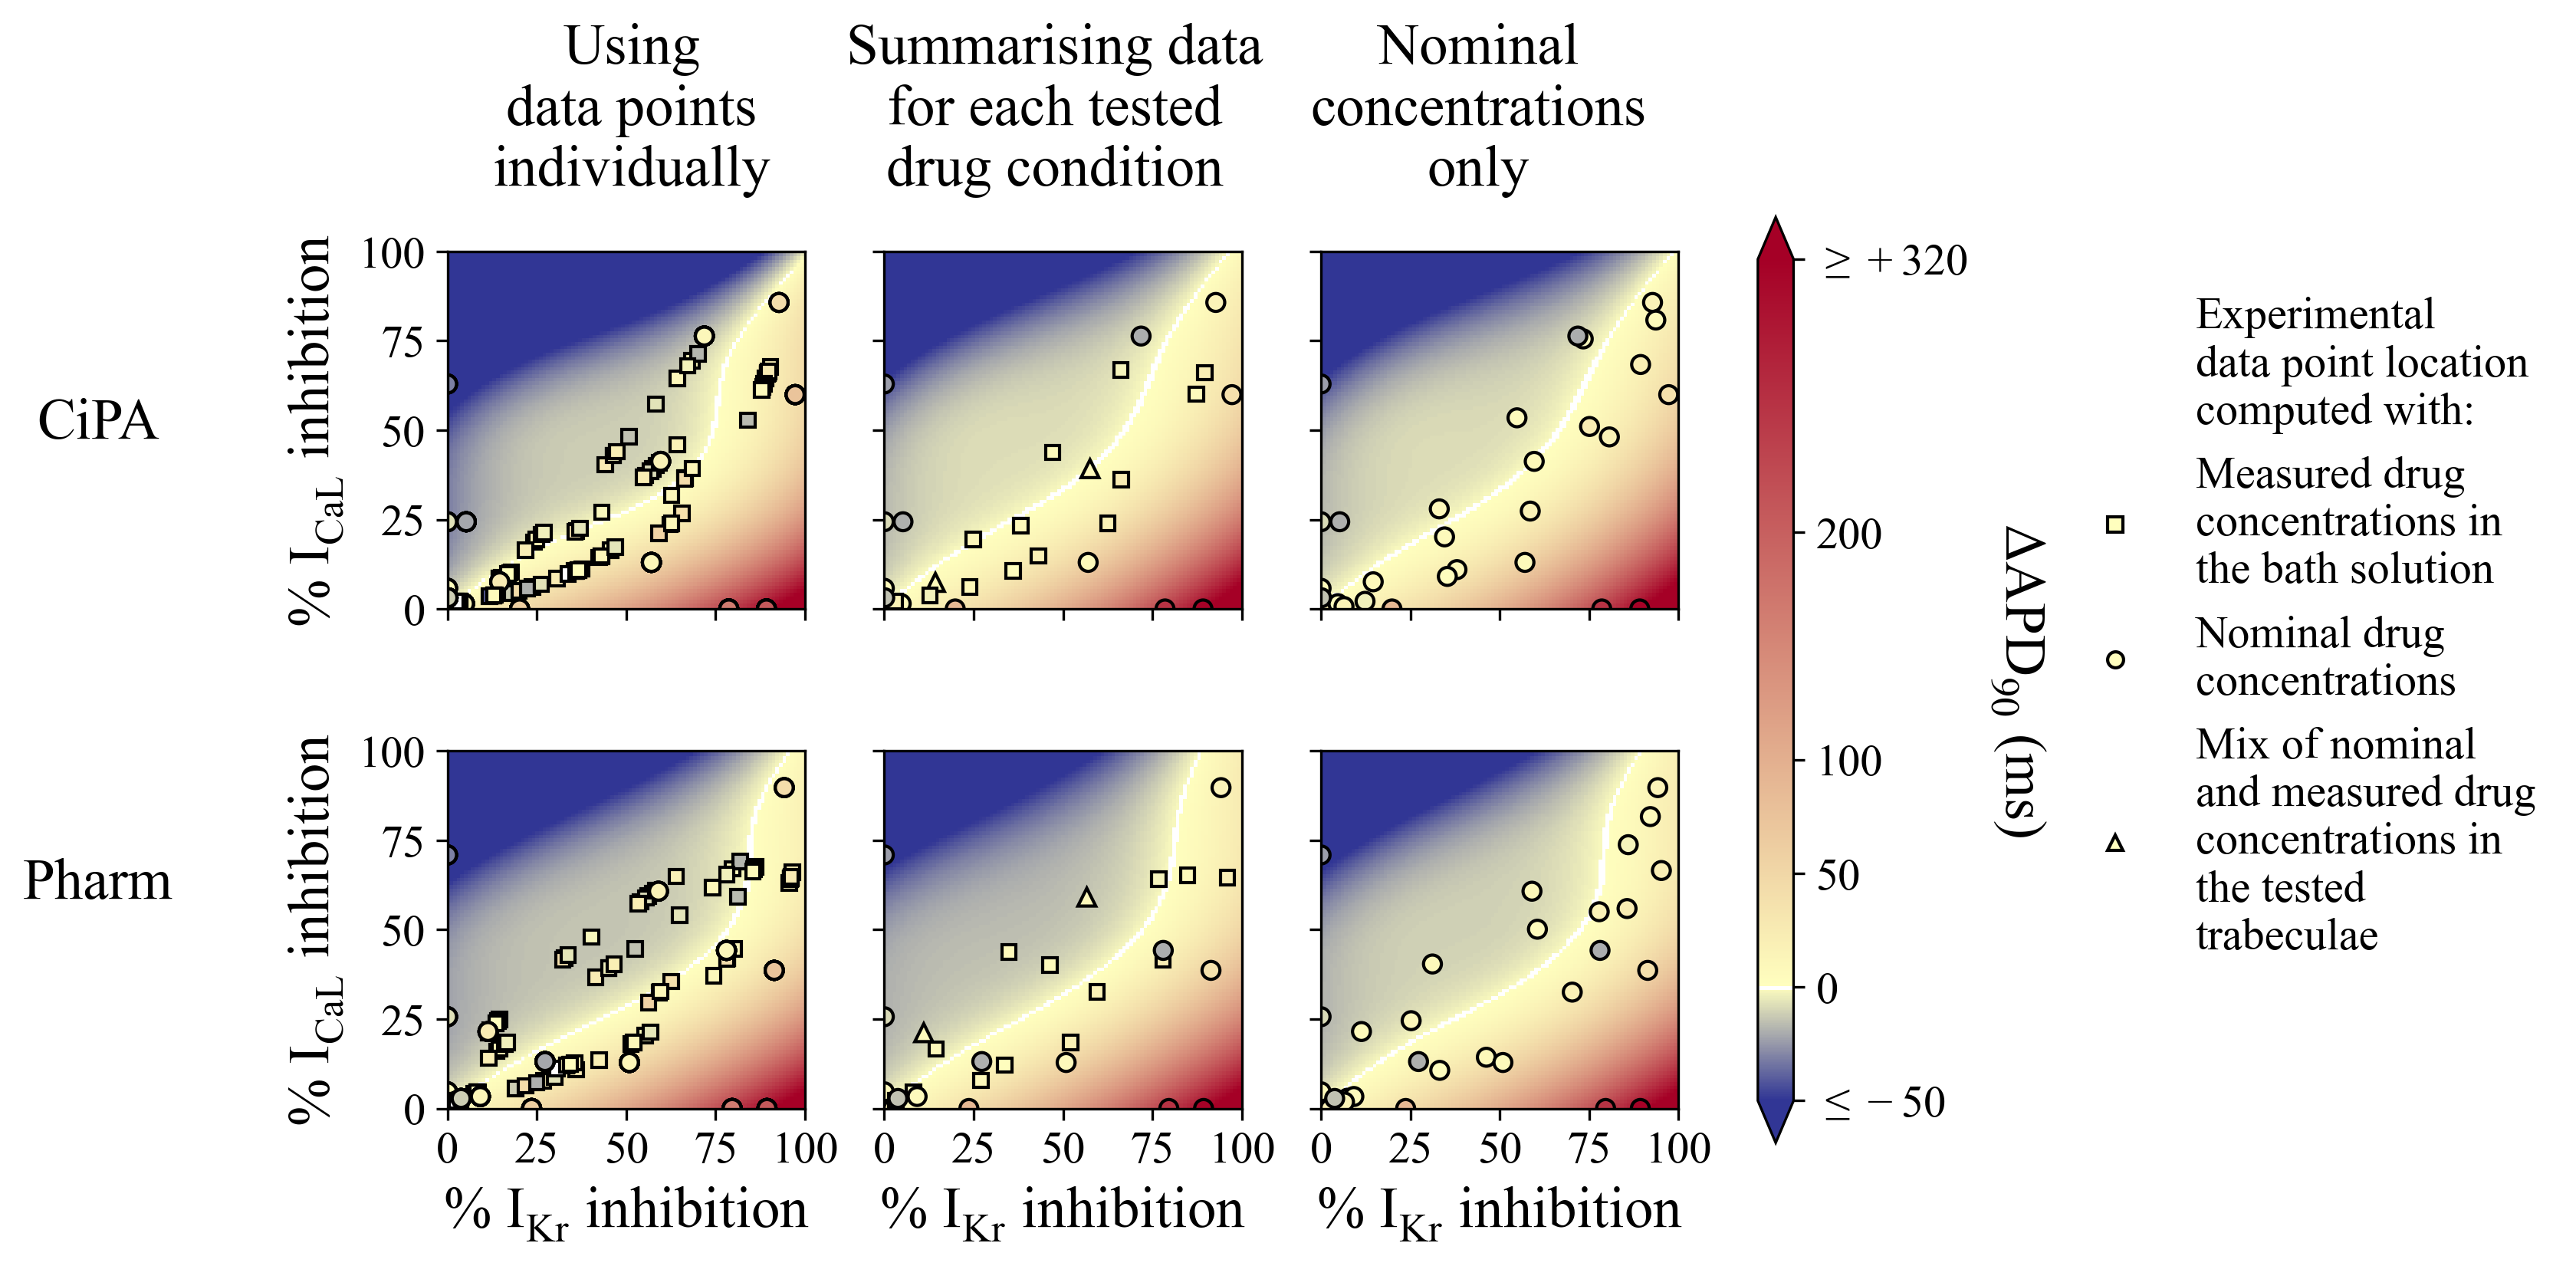 Using
data points
individually
Summarising data
for each tested
drug condition
Nominal
concentrations
only
CiPA
% I_CaL inhibition
100
75
50
25
0
Pharm
% I_CaL inhibition
100
75
50
25
0
0 25 50 75 100
0 25 50 75 100
0 25 50 75 100
% I_Kr inhibition
% I_Kr inhibition
% I_Kr inhibition
≥ +320
200
100
50
0
≤ −50
ΔAPD_90 (ms)
Experimental
data point location
computed with:
Measured drug
concentrations in
the bath solution
Nominal drug
concentrations
Mix of nominal
and measured drug
concentrations in
the tested
trabeculae